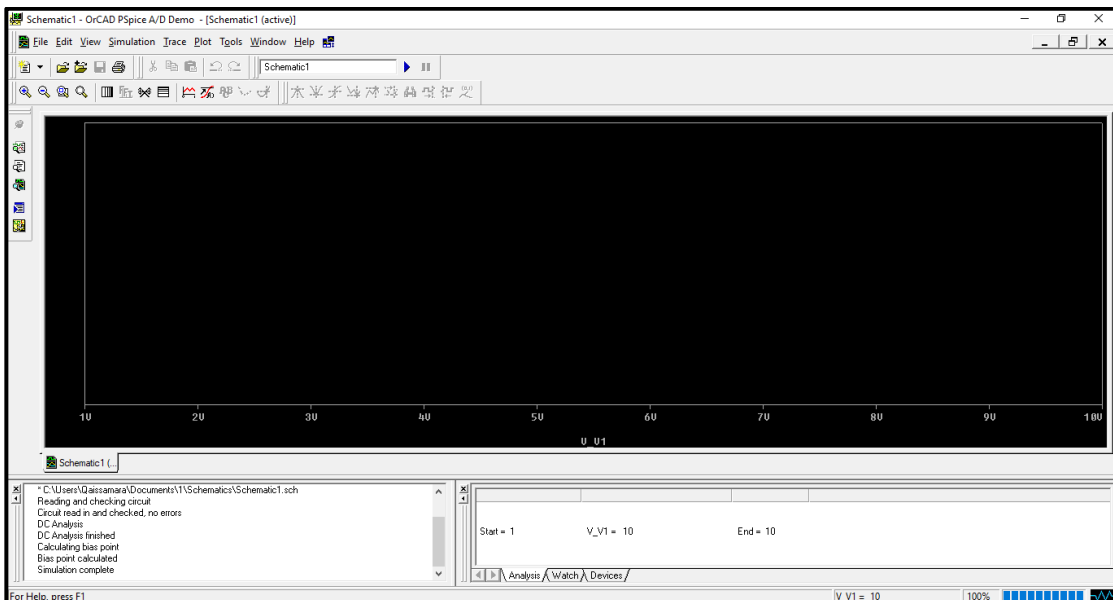 Schematic1 - OrCAD PSpice A/D Demo - [Schematic1 (active)]
File Edit View Simulation Trace Plot Tools Window Help
Schematic1
1V 2V 3V 4V 5V 6V 7V 8V 9V 10V
V_V1
Schematic1 (...
* C:\Users\Qaissamara\Documents\1\Schematics\Schematic1.sch
Reading and checking circuit
Circuit read in and checked, no errors
DC Analysis
DC Analysis finished
Calculating bias point
Bias point calculated
Simulation complete
Start = 1 V_V1 = 10 End = 10
Analysis Watch Devices
For Help, press F1 V_V1 = 10 100%